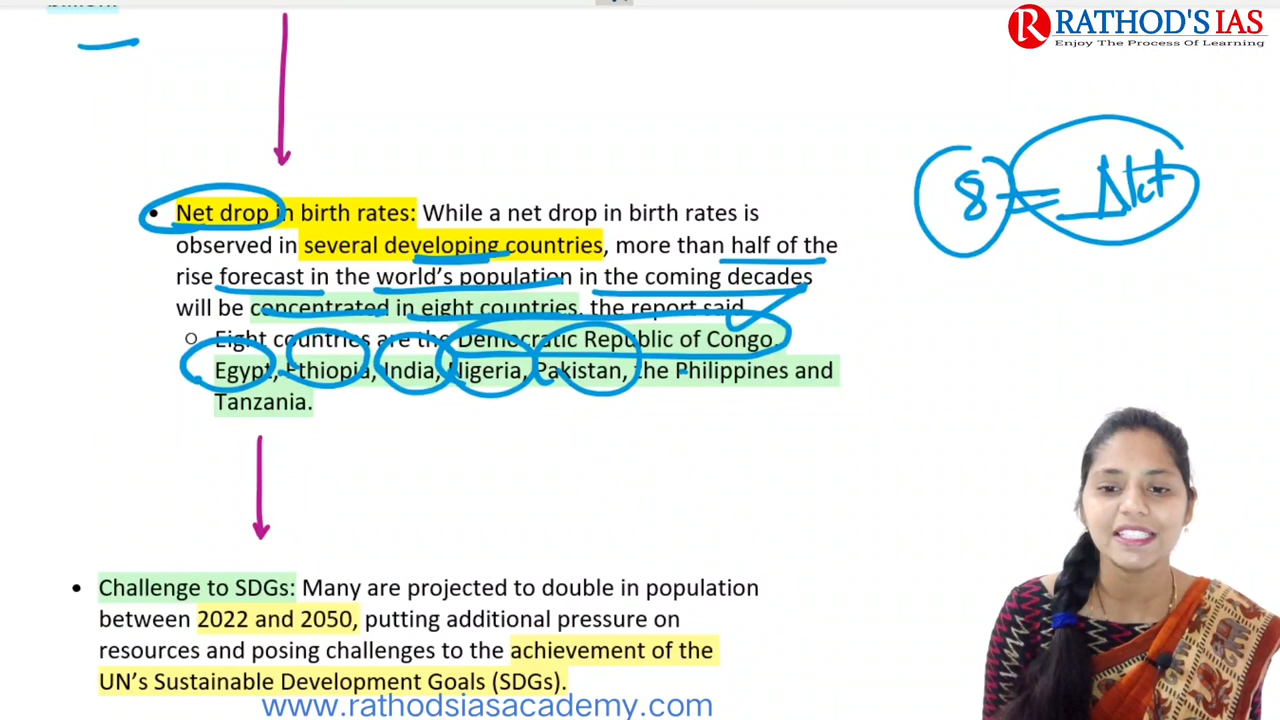 RATHOD'S IAS
Enjoy The Process Of Learning
8 =
• Net drop in birth rates: While a net drop in birth rates is
observed in several developing countries, more than half of the
rise forecast in the world's population in the coming decades
will be concentrated in eight countries, the report said.
○ Eight countries are the Democratic Republic of Congo,
Egypt, Ethiopia, India, Nigeria, Pakistan, the Philippines and
Tanzania.
• Challenge to SDGs: Many are projected to double in population
between 2022 and 2050, putting additional pressure on
resources and posing challenges to the achievement of the
UN's Sustainable Development Goals (SDGs).
www.rathodsiasacademy.com